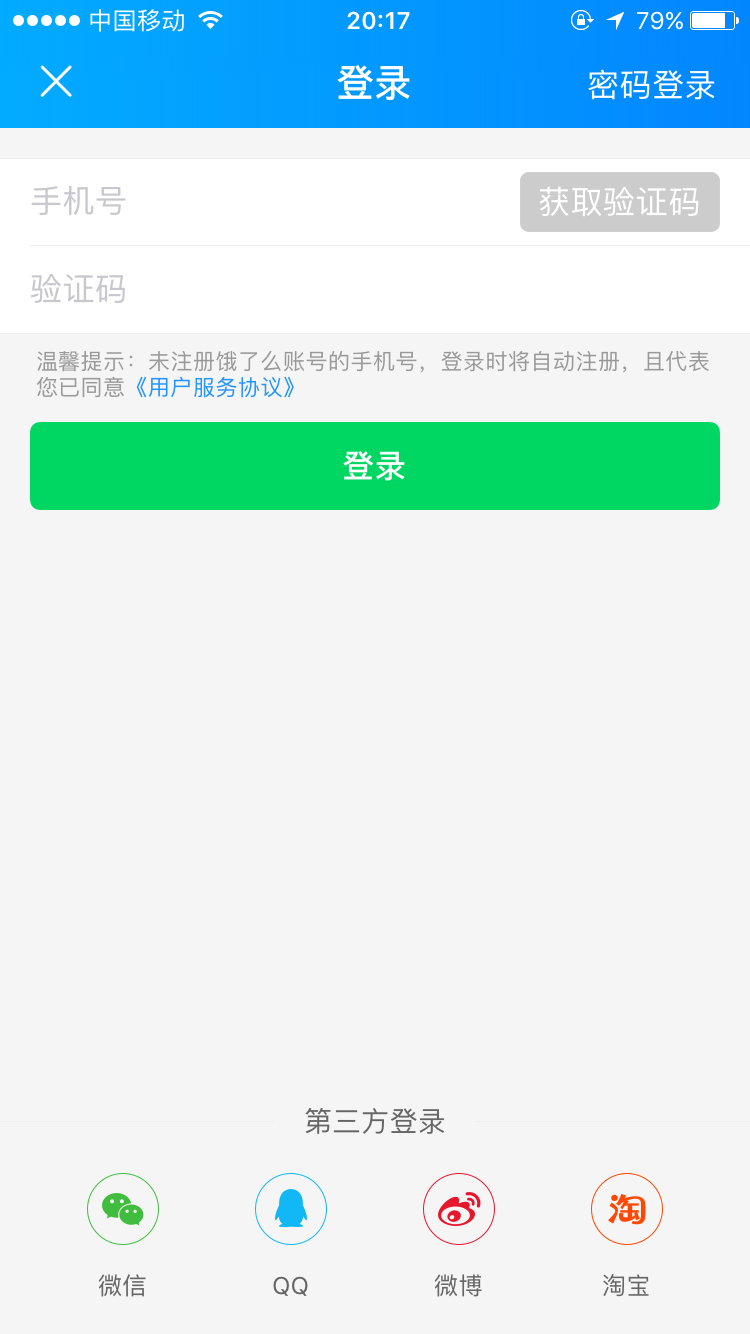 中国移动 20:17 79%
登录 密码登录
手机号 获取验证码
验证码
温馨提示：未注册饿了么账号的手机号，登录时将自动注册，且代表
您已同意《用户服务协议》
登录
第三方登录
淘
微信 QQ 微博 淘宝